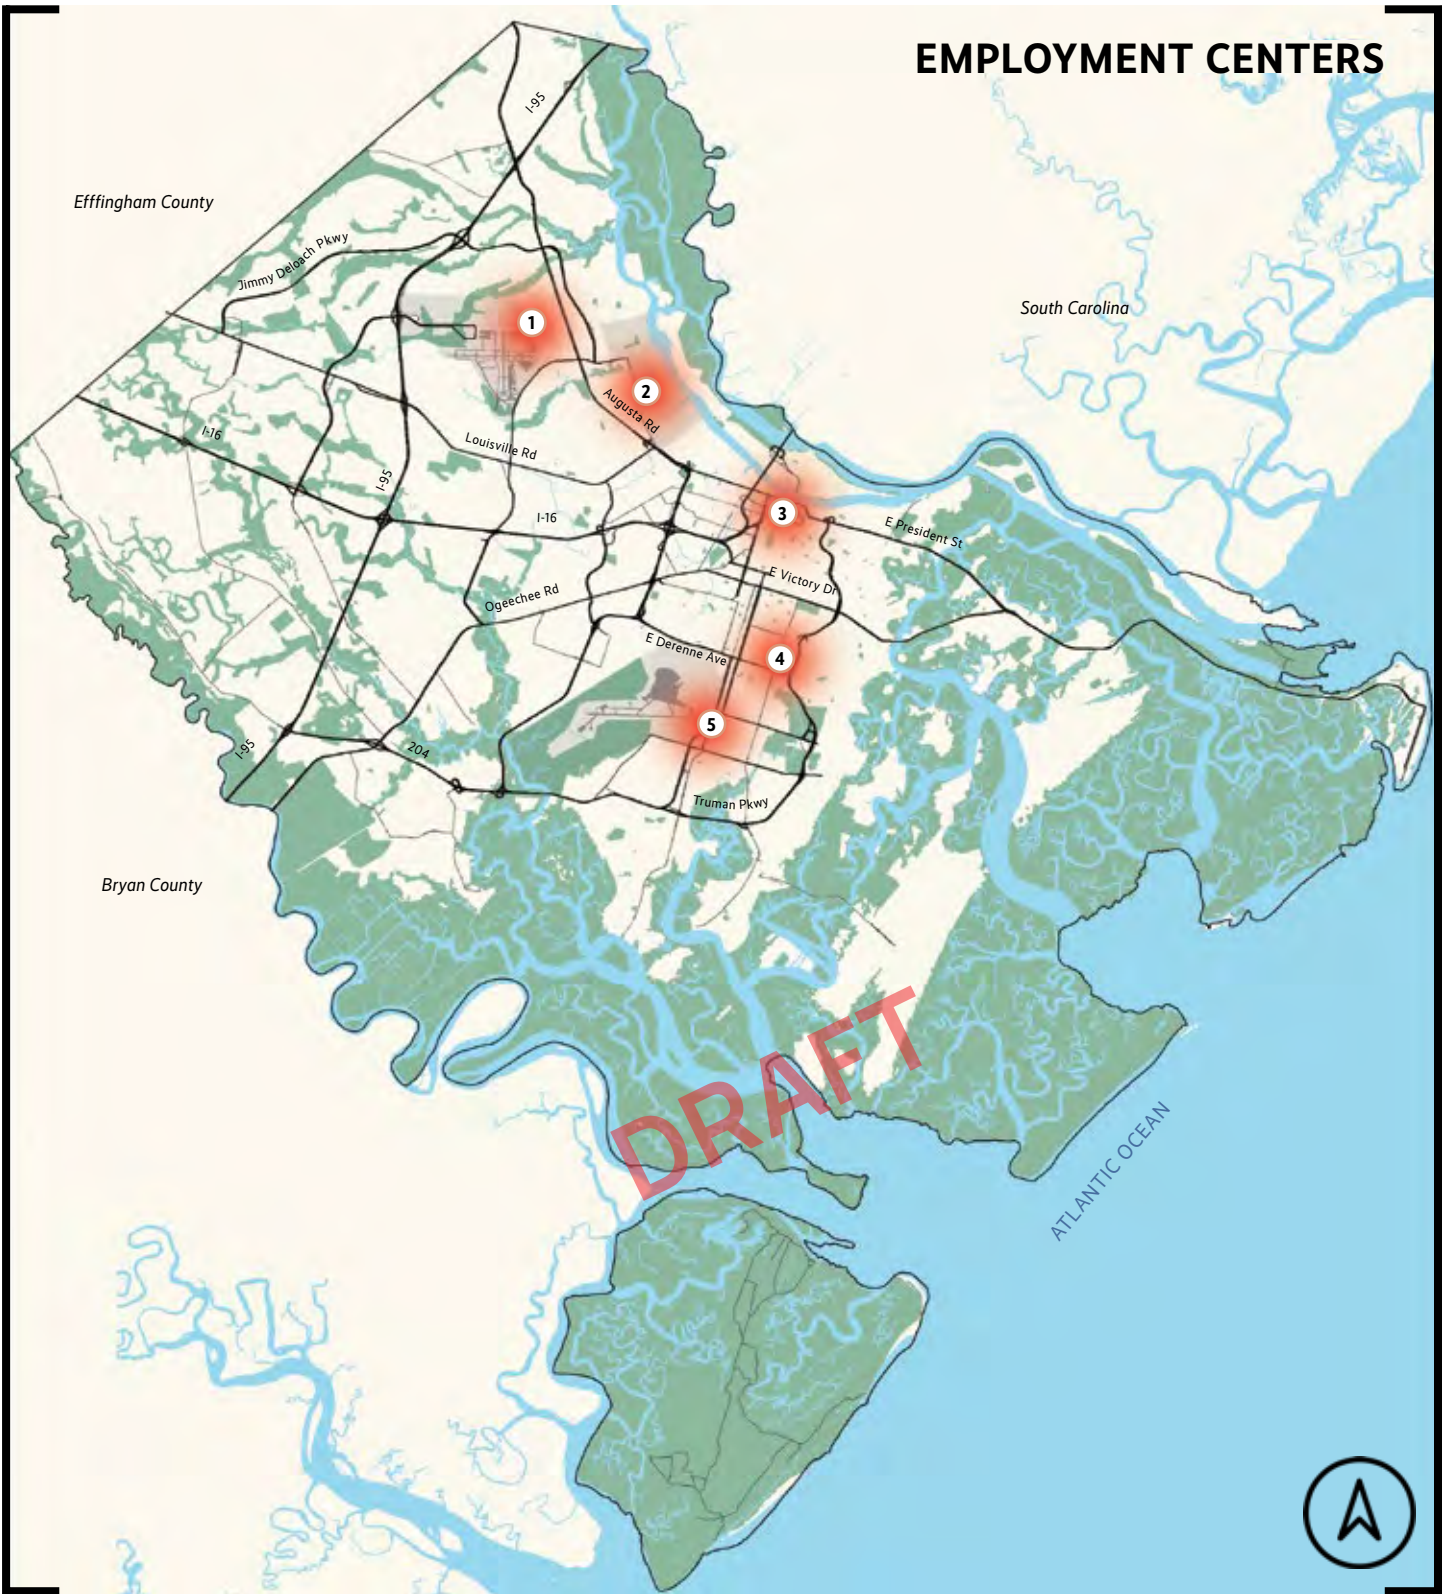 EMPLOYMENT CENTERS
I-95
Efffingham County
Jimmy Deloach Pkwy
South Carolina
1
2
Augusta Rd
I-16
Louisville Rd
I-95
I-16
3
E President St
E Victory Dr
Ogeechee Rd
E Derenne Ave
4
5
I-95
204
Truman Pkwy
Bryan County
DRAFT
ATLANTIC OCEAN